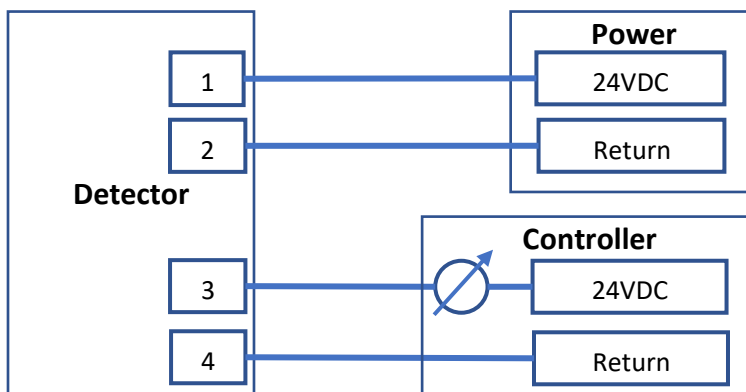 Power
1
24VDC
2
Return
Detector
Controller
3
24VDC
4
Return